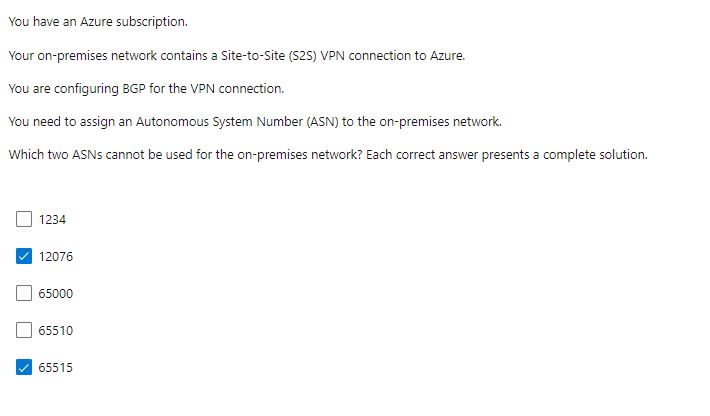 You have an Azure subscription.
Your on-premises network contains a Site-to-Site (S2S) VPN connection to Azure.
You are configuring BGP for the VPN connection.
You need to assign an Autonomous System Number (ASN) to the on-premises network.
Which two ASNs cannot be used for the on-premises network? Each correct answer presents a complete solution.
1234
12076
65000
65510
65515